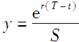 y = e^{r(T−t)} / S